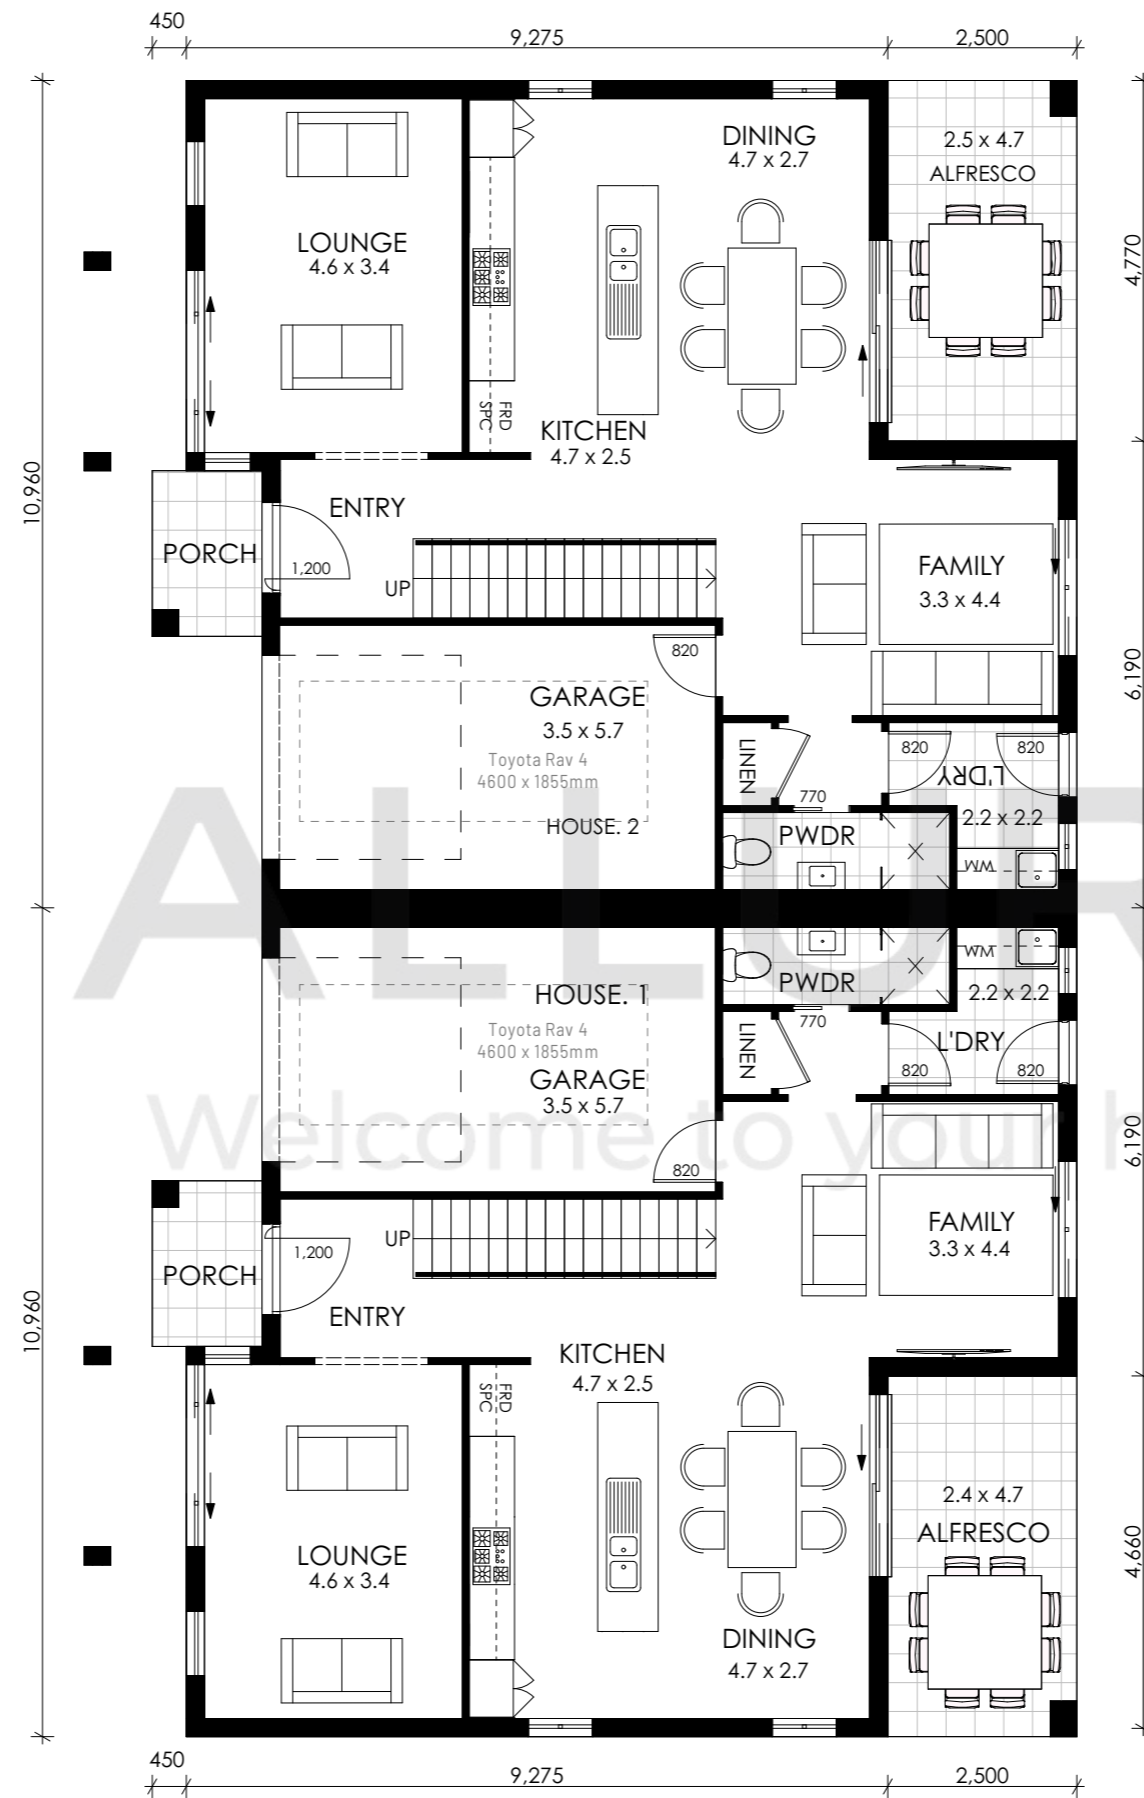 450
9,275
2,500
DINING
4.7 x 2.7
2.5 x 4.7
ALFRESCO
LOUNGE
4.6 x 3.4
4,770
FRD
SPC
KITCHEN
4.7 x 2.5
10,960
ENTRY
PORCH
1,200
UP
FAMILY
3.3 x 4.4
820
6,190
GARAGE
3.5 x 5.7
Toyota Rav 4
4600 x 1855mm
HOUSE. 2
LINEN
820
820
L'DRY
2.2 x 2.2
770
PWDR
WM
ALLUR
WM
PWDR
2.2 x 2.2
HOUSE. 1
Toyota Rav 4
4600 x 1855mm
GARAGE
3.5 x 5.7
770
LINEN
L'DRY
820
820
Welcome to your h
820
6,190
PORCH
1,200
UP
FAMILY
3.3 x 4.4
ENTRY
10,960
KITCHEN
4.7 x 2.5
FRD
SPC
2.4 x 4.7
ALFRESCO
LOUNGE
4.6 x 3.4
4,660
DINING
4.7 x 2.7
450
9,275
2,500